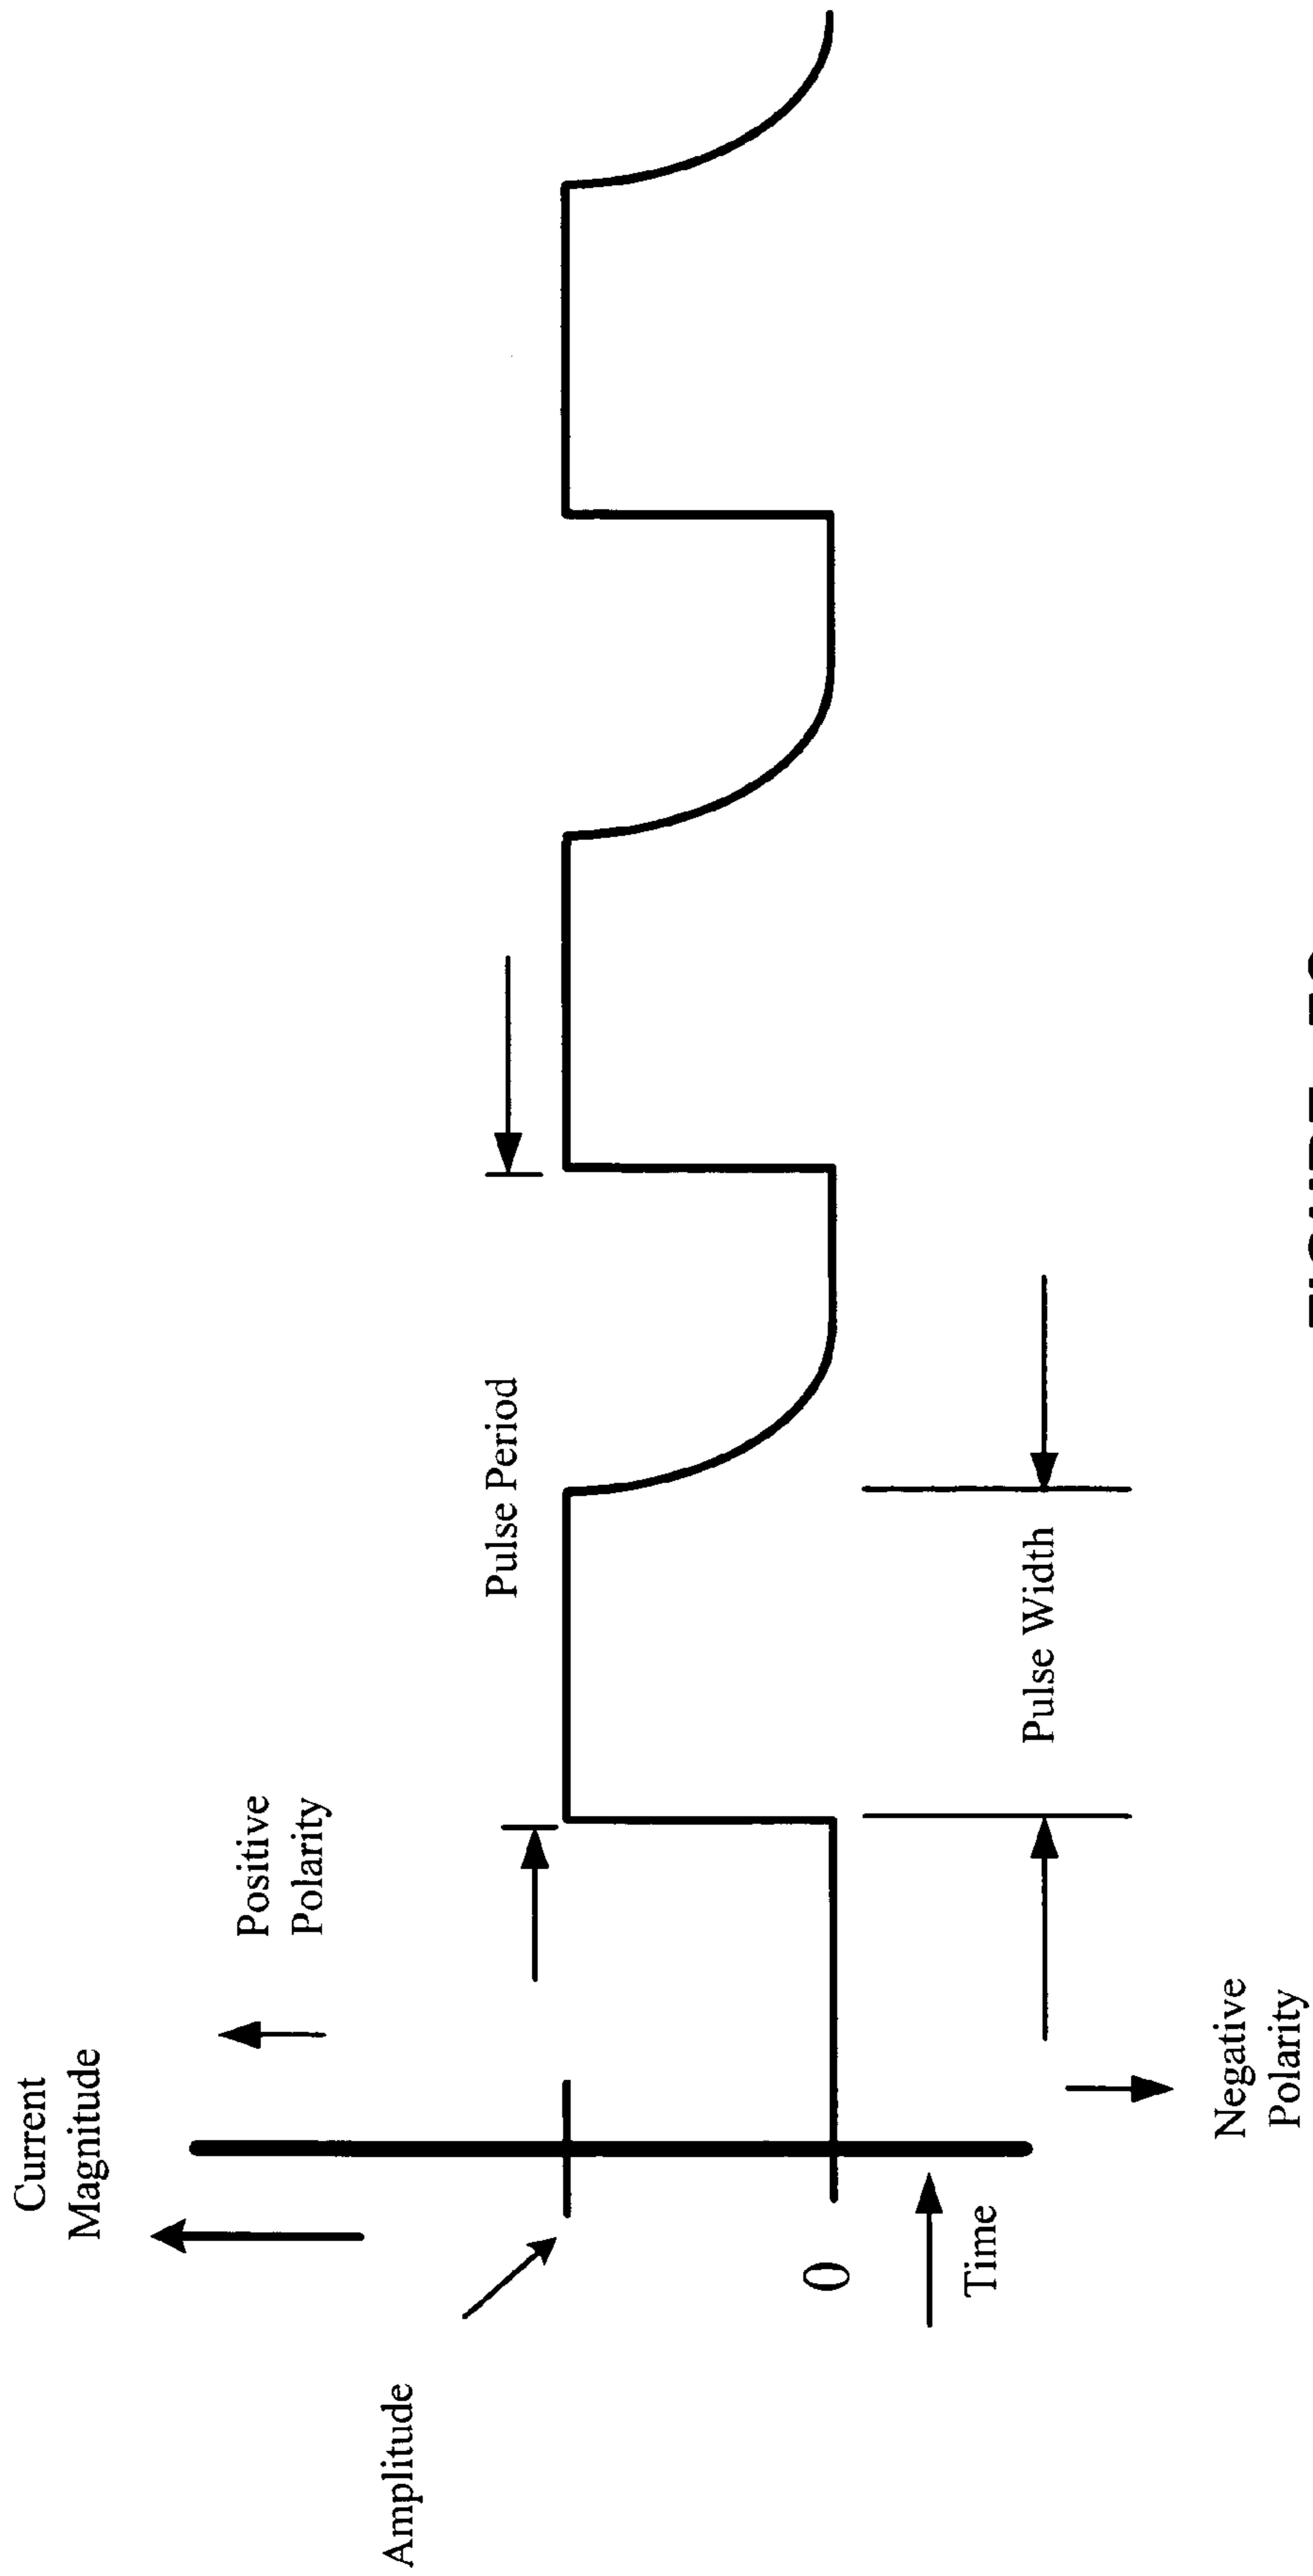 Current
Magnitude
Positive
Polarity
Amplitude
Pulse Period
0
Time
Pulse Width
Negative
Polarity